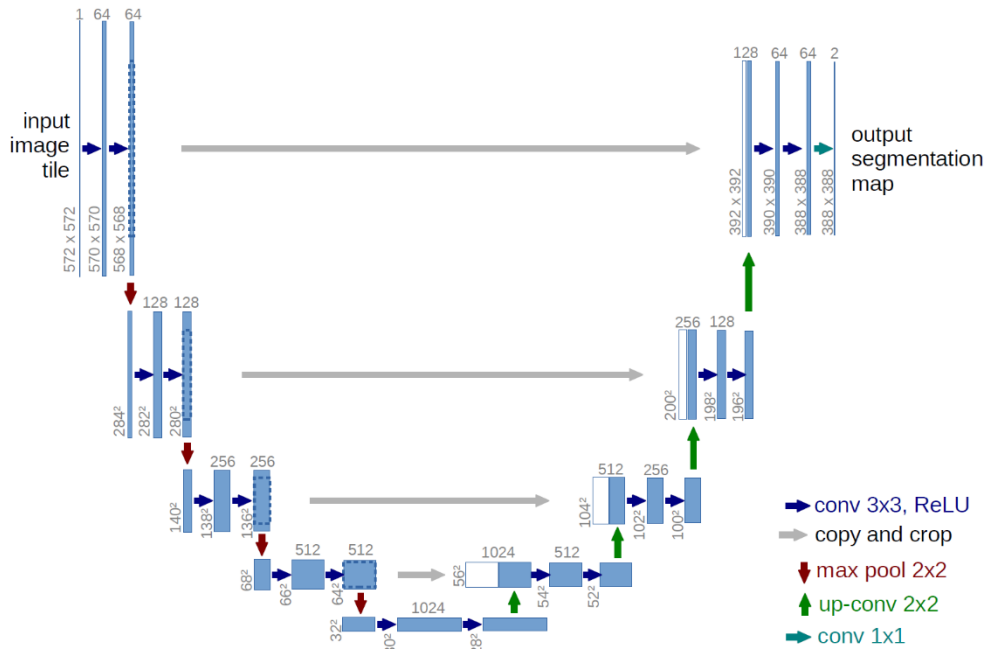 1 64 64
input
image
tile
572 x 572
570 x 570
568 x 568
128 64 64 2
output
segmentation
map
392 x 392
390 x 390
388 x 388
388 x 388
128 128
284²
282²
280²
256 128
200²
198²
196²
256 256
140²
138²
136²
512 256
104²
102²
100²
512 512
68²
66²
64²
1024 512
56²
54²
52²
1024
32²
conv 3x3, ReLU
copy and crop
max pool 2x2
up-conv 2x2
conv 1x1